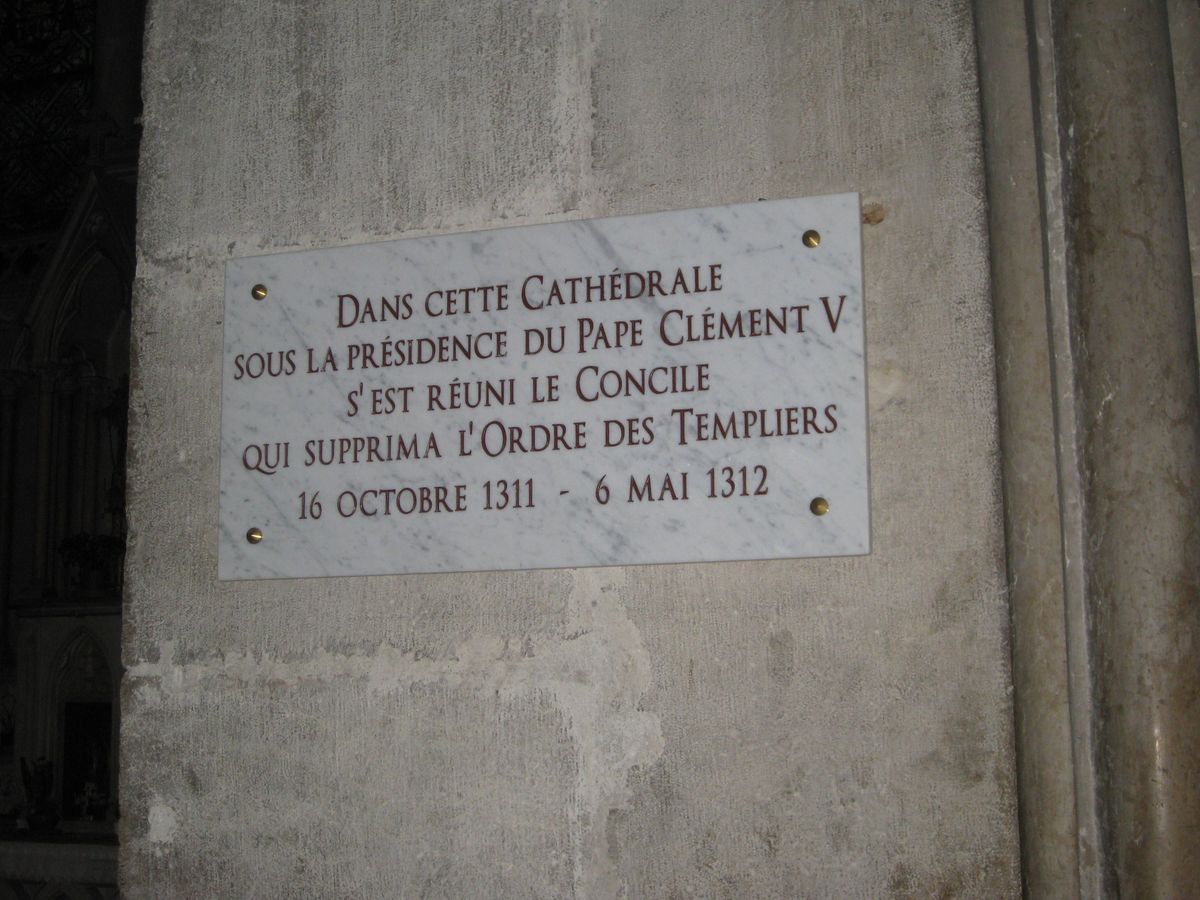 Dans cette Cathédrale
sous la présidence du Pape Clément V
s'est réuni le Concile
qui supprima l'Ordre des Templiers
16 octobre 1311 - 6 mai 1312